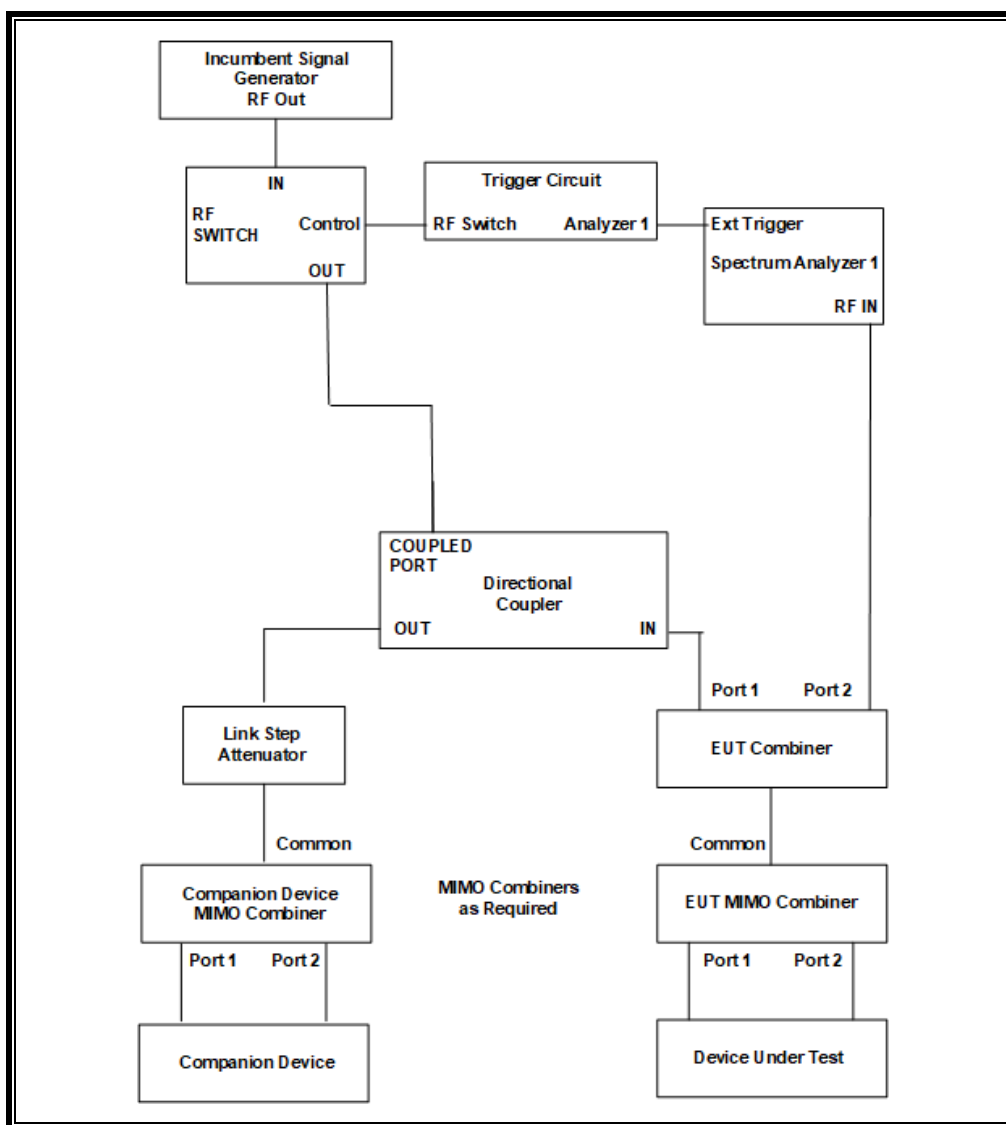 Incumbent Signal
Generator
RF Out
IN
RF
SWITCH
Control
OUT
Trigger Circuit
RF Switch
Analyzer 1
Ext Trigger
Spectrum Analyzer 1
RF IN
COUPLED
PORT
Directional
Coupler
OUT
IN
Port 1
Port 2
Link Step
Attenuator
EUT Combiner
Common
Common
Companion Device
MIMO Combiner
MIMO Combiners
as Required
EUT MIMO Combiner
Port 1
Port 2
Port 1
Port 2
Companion Device
Device Under Test